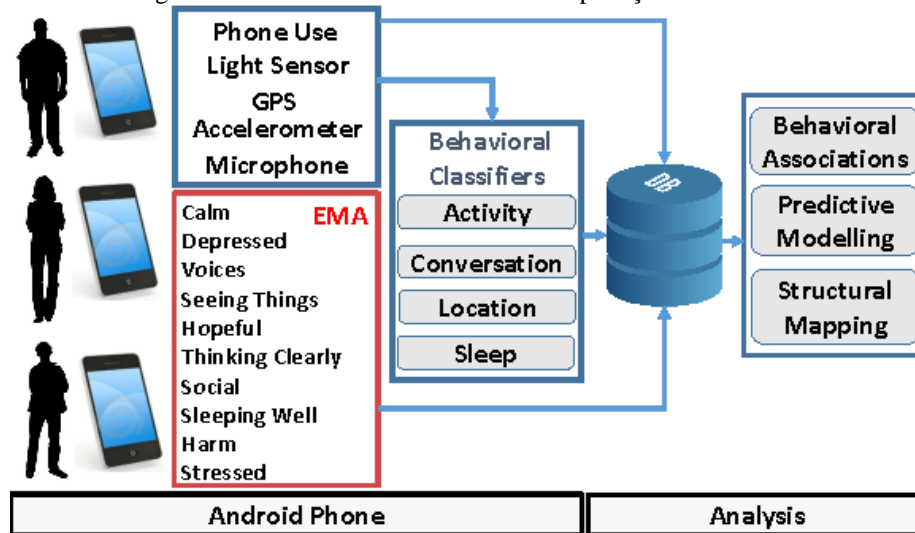 Phone Use
Light Sensor
GPS
Accelerometer
Microphone
EMA
Calm
Depressed
Voices
Seeing Things
Hopeful
Thinking Clearly
Social
Sleeping Well
Harm
Stressed
Behavioral
Classifiers
Activity
Conversation
Location
Sleep
DB
Behavioral
Associations
Predictive
Modelling
Structural
Mapping
Android Phone
Analysis